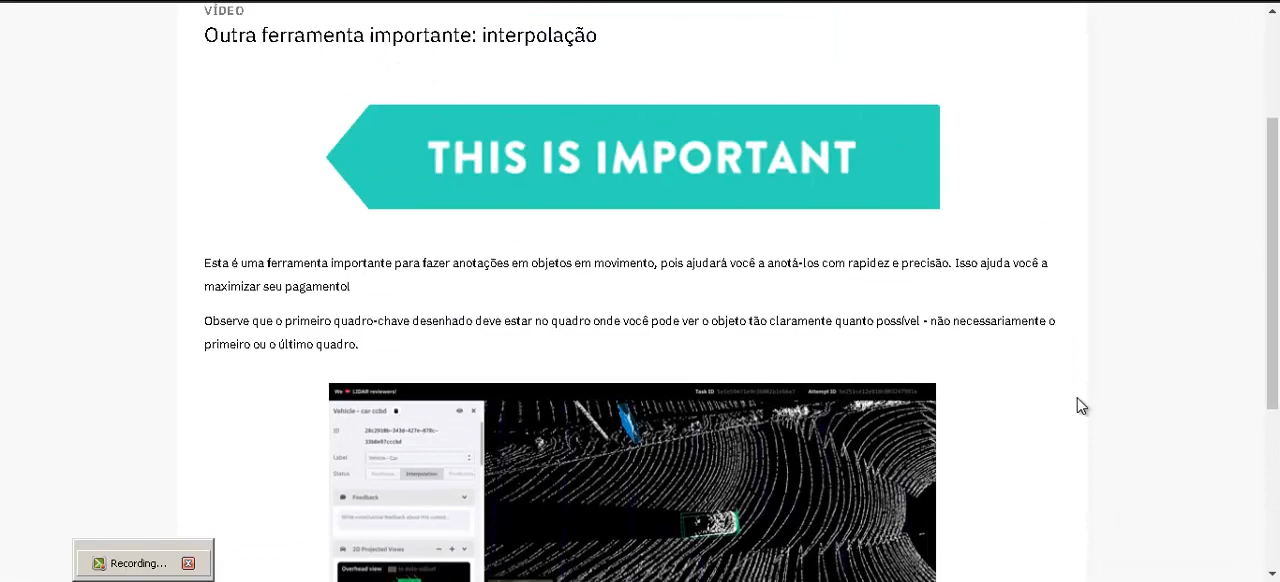 VÍDEO
Outra ferramenta importante: interpolação
THIS IS IMPORTANT
Esta é uma ferramenta importante para fazer anotações em objetos em movimento, pois ajudará você a anotá-los com rapidez e precisão. Isso ajuda você a
maximizar seu pagamento!
Observe que o primeiro quadro-chave desenhado deve estar no quadro onde você pode ver o objeto tão claramente quanto possível - não necessariamente o
primeiro ou o último quadro.
We ❤ LIDAR reviewers!
Task ID
Attempt ID
Vehicle - car ccbd
ID
Label Vehicle - Car
Status Interpolation
Feedback
2D Projected Views
Overhead view
Recording...